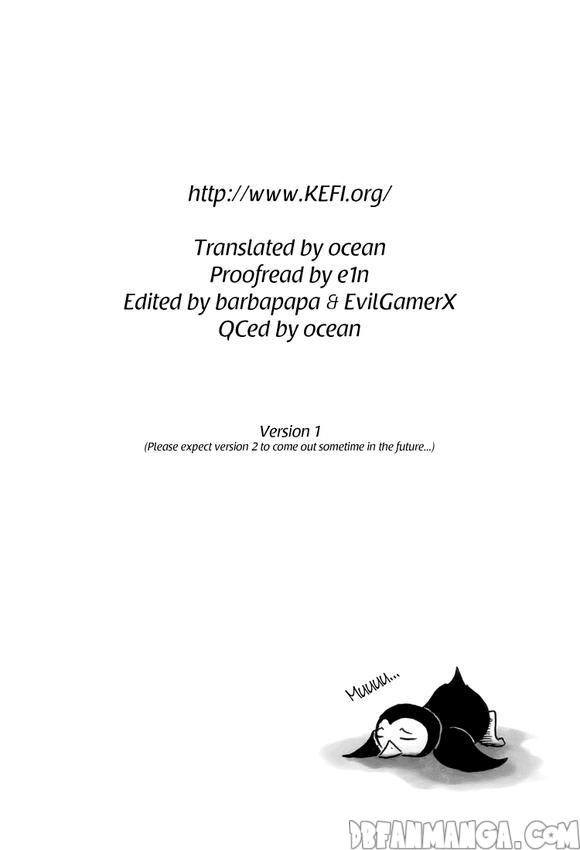 http://www.KEFI.org/
Translated by ocean
Proofread by e1n
Edited by barbapapa & EvilGamerX
QCed by ocean
Version 1
(Please expect version 2 to come out sometime in the future...)
Muuuu...
DBFANMANGA.COM